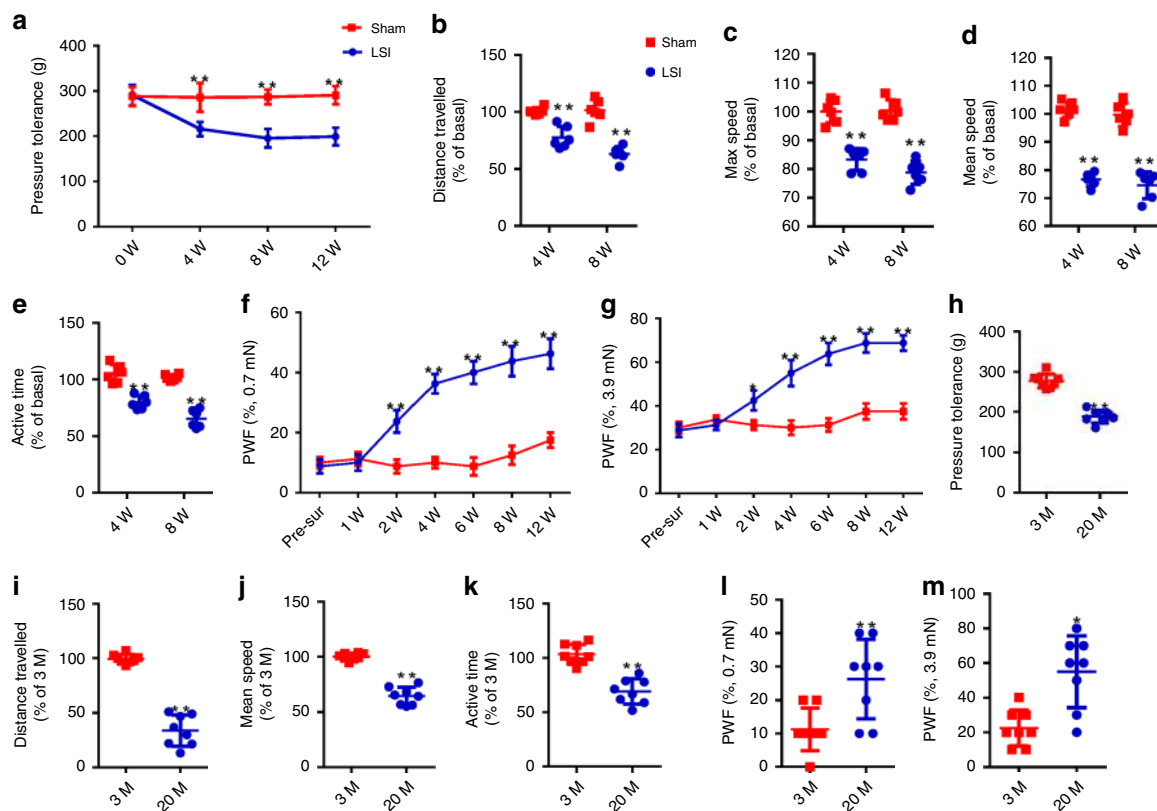 a
Sham
LSI
Pressure tolerance (g)
400
300
200
100
0
0 W
4 W
8 W
12 W
** ** **
b
Sham
LSI
Distance travelled
(% of basal)
150
100
50
0
4 W
8 W
** **
c
Max speed
(% of basal)
120
110
100
90
80
70
60
4 W
8 W
** **
d
Mean speed
(% of basal)
120
110
100
90
80
70
60
4 W
8 W
** **
e
Active time
(% of basal)
150
100
50
0
4 W
8 W
** **
f
PWF (%, 0.7 mN)
60
40
20
0
Pre-sur
1 W
2 W
4 W
6 W
8 W
12 W
** ** ** ** **
g
PWF (%, 3.9 mN)
80
60
40
20
0
Pre-sur
1 W
2 W
4 W
6 W
8 W
12 W
* ** ** ** **
h
Pressure tolerance (g)
400
300
200
100
0
3 M
20 M
**
i
Distance travelled
(% of 3 M)
150
100
50
0
3 M
20 M
**
j
Mean speed
(% of 3 M)
150
100
50
0
3 M
20 M
**
k
Active time
(% of 3 M)
150
100
50
0
3 M
20 M
**
l
PWF (%, 0.7 mN)
50
40
30
20
10
0
3 M
20 M
**
m
PWF (%, 3.9 mN)
100
80
60
40
20
0
3 M
20 M
*